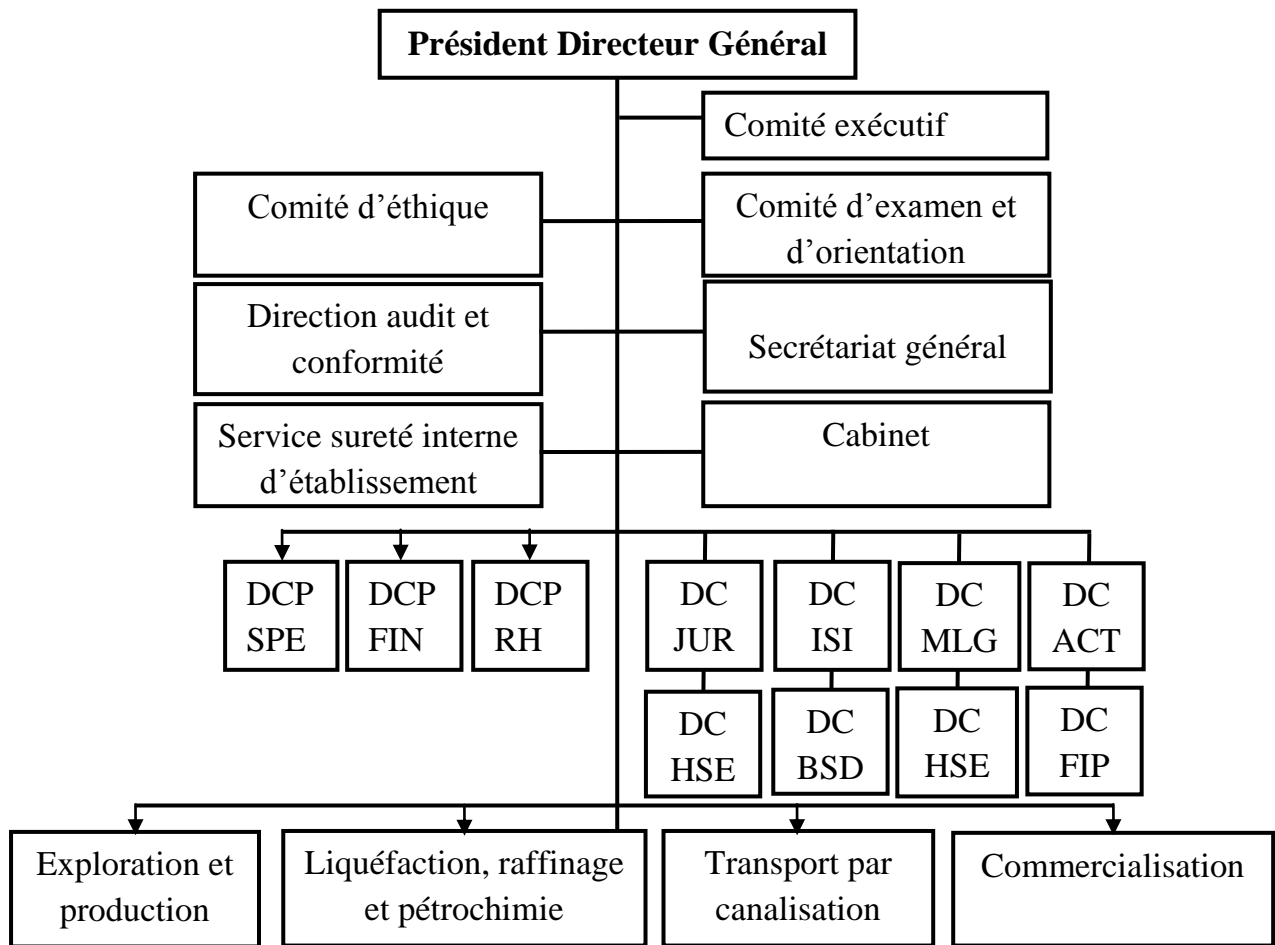 Président Directeur Général
Comité exécutif
Comité d’éthique
Comité d’examen et
d’orientation
Direction audit et
conformité
Secrétariat général
Service sureté interne
d’établissement
Cabinet
DCP
SPE
DCP
FIN
DCP
RH
DC
JUR
DC
ISI
DC
MLG
DC
ACT
DC
HSE
DC
BSD
DC
HSE
DC
FIP
Exploration et
production
Liquéfaction, raffinage
et pétrochimie
Transport par
canalisation
Commercialisation